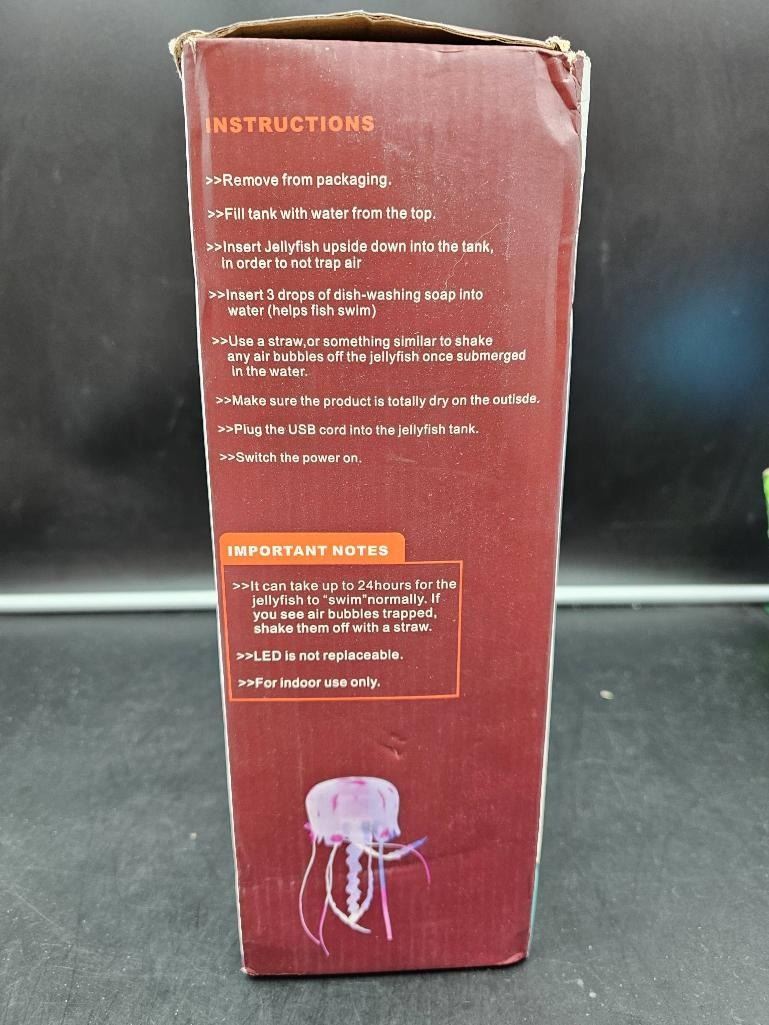 INSTRUCTIONS
>>Remove from packaging.
>>Fill tank with water from the top.
>>Insert Jellyfish upside down into the tank,
in order to not trap air
>>Insert 3 drops of dish-washing soap into
water (helps fish swim)
>>Use a straw,or something similar to shake
any air bubbles off the jellyfish once submerged
in the water.
>>Make sure the product is totally dry on the outisde.
>>Plug the USB cord into the jellyfish tank.
>>Switch the power on.
IMPORTANT NOTES
>>It can take up to 24hours for the
jellyfish to "swim"normally. If
you see air bubbles trapped,
shake them off with a straw.
>>LED is not replaceable.
>>For indoor use only.